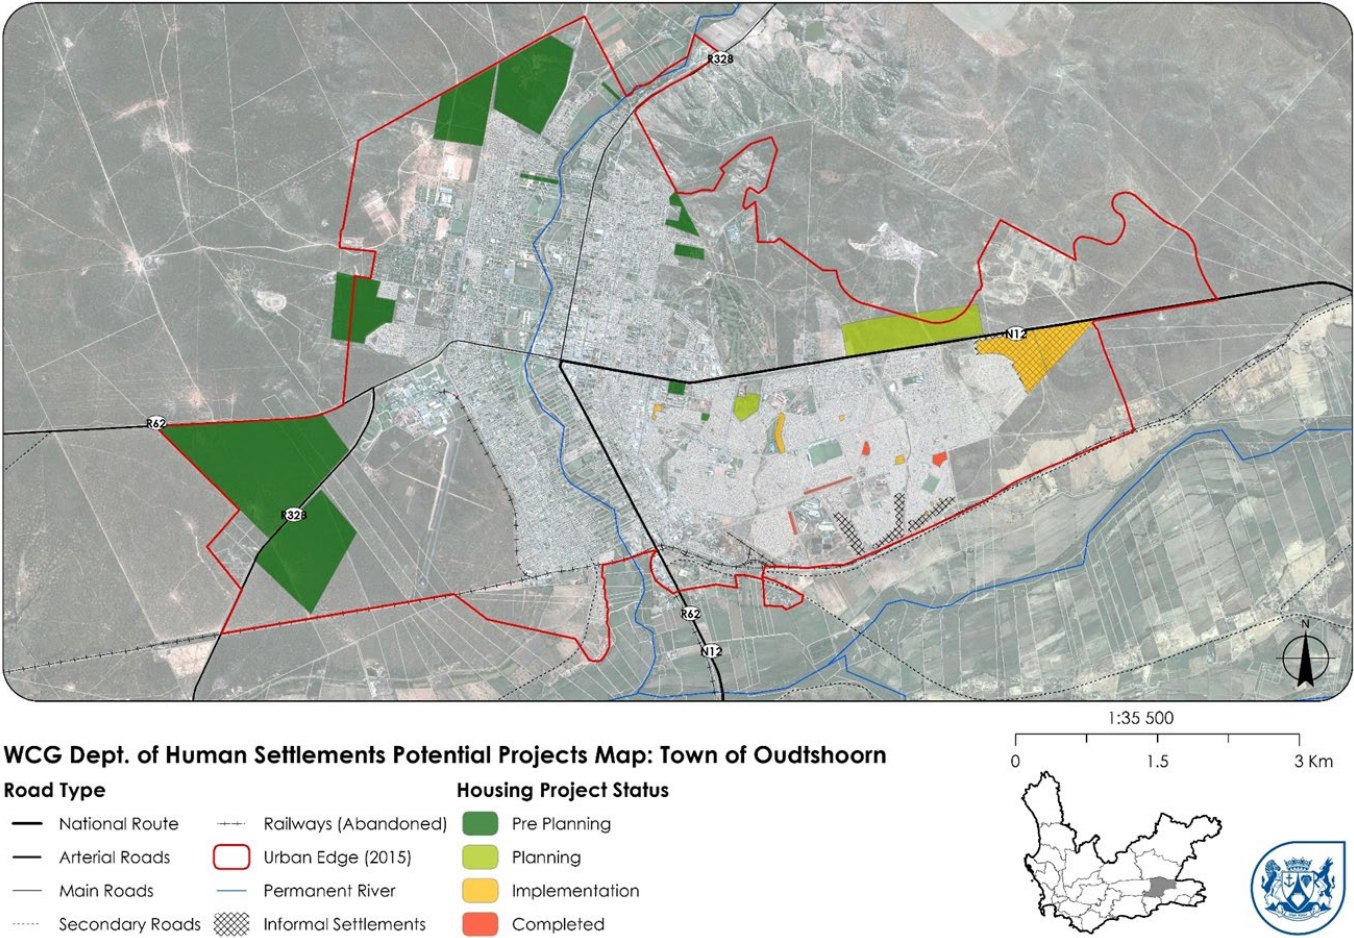 R328
N12
R62
R328
R62
N12
N
1:35 500
0 1.5 3 Km
WCG Dept. of Human Settlements Potential Projects Map: Town of Oudtshoorn
Road Type
National Route
Arterial Roads
Main Roads
Secondary Roads
Railways (Abandoned)
Urban Edge (2015)
Permanent River
Informal Settlements
Housing Project Status
Pre Planning
Planning
Implementation
Completed